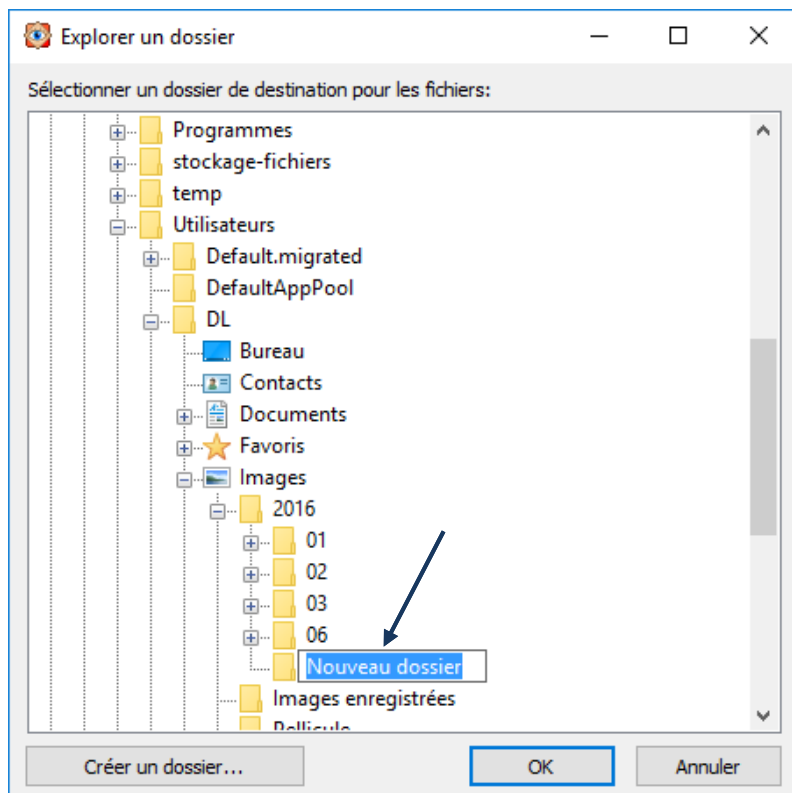 Explorer un dossier
Sélectionner un dossier de destination pour les fichiers:
Programmes
stockage-fichiers
temp
Utilisateurs
Default.migrated
DefaultAppPool
DL
Bureau
Contacts
Documents
Favoris
Images
2016
01
02
03
06
Nouveau dossier
Images enregistrées
Pellicule
Créer un dossier...
OK
Annuler